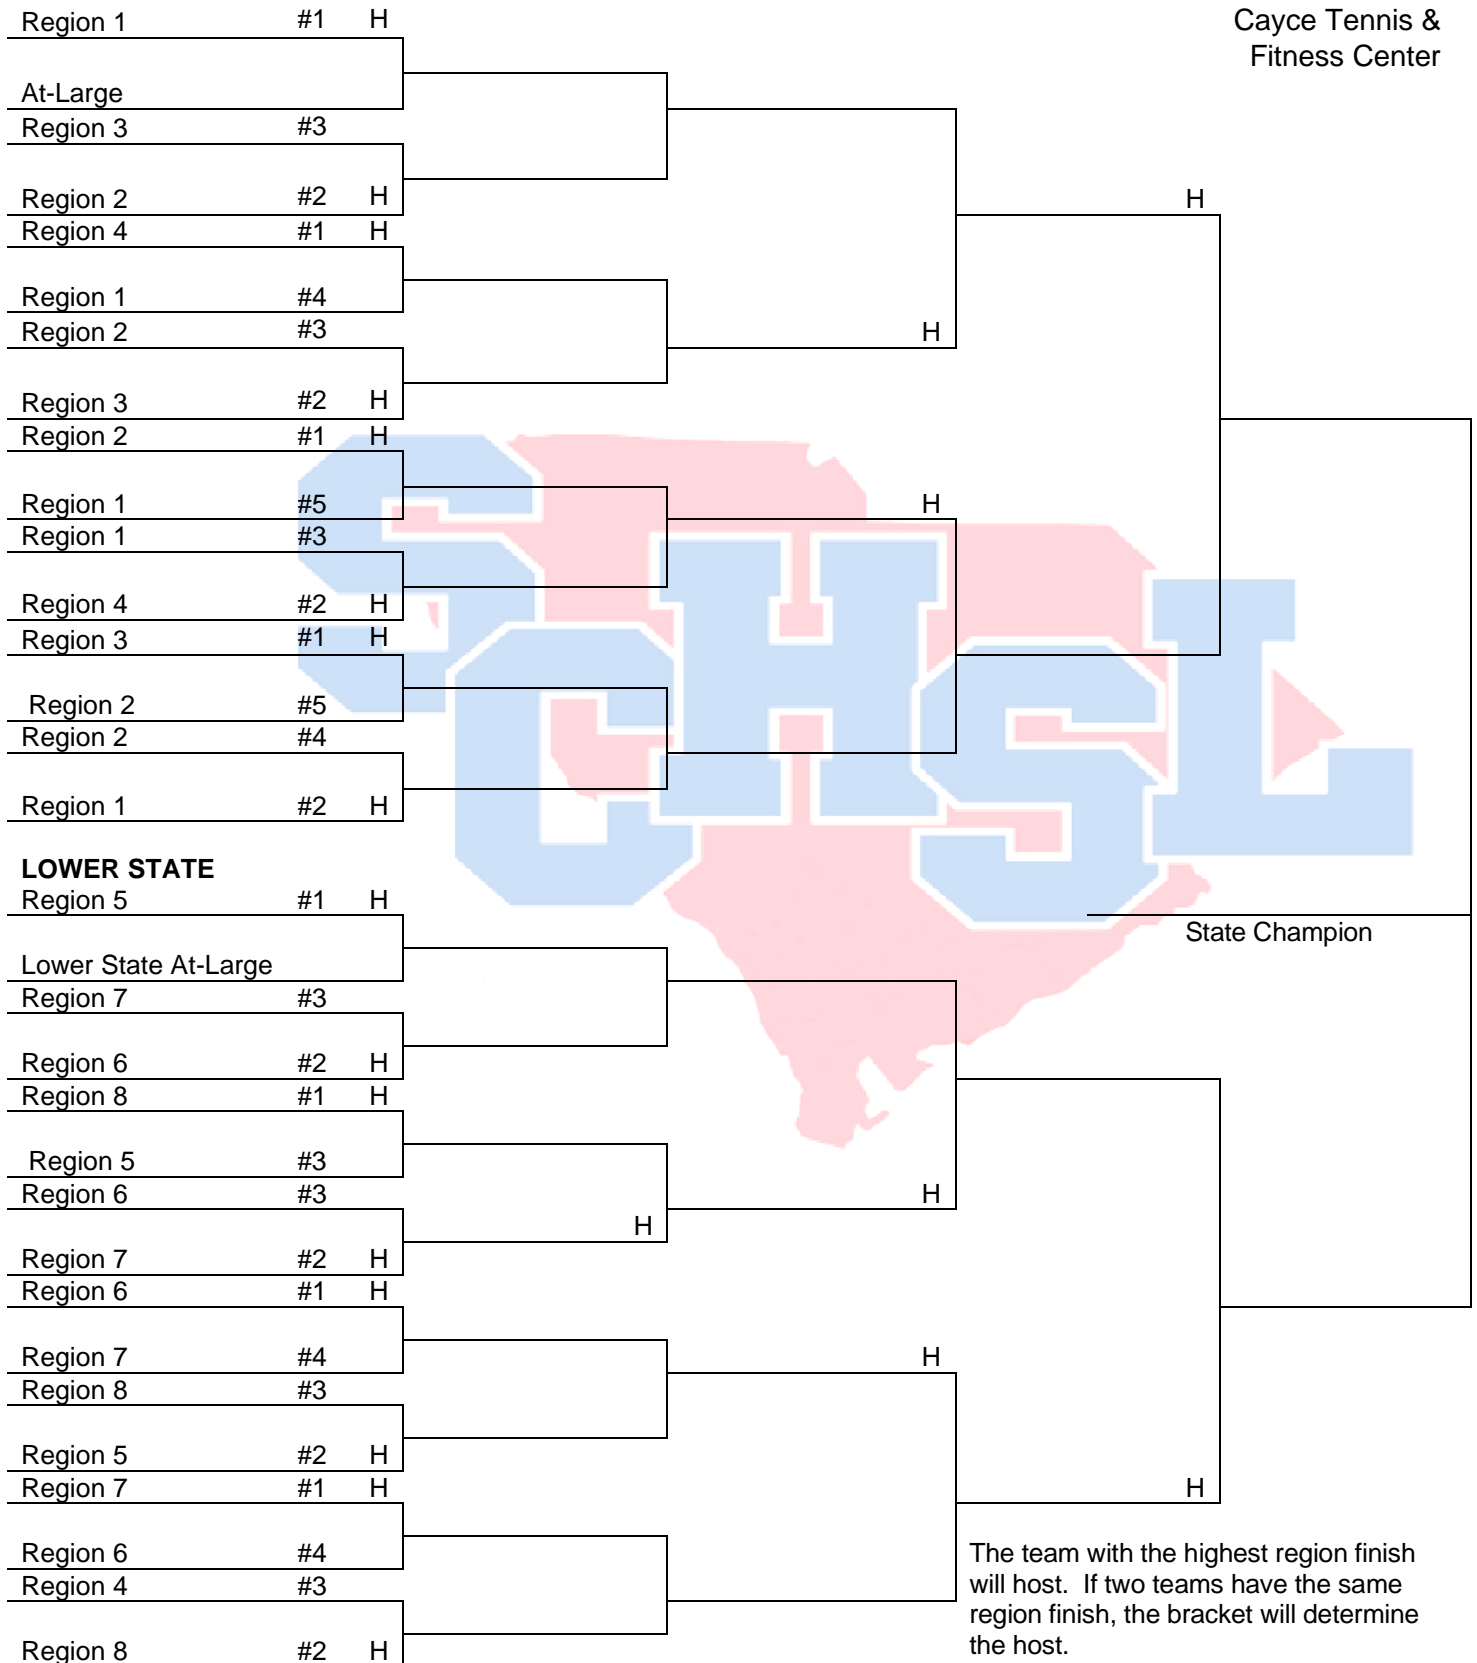 Region 1 #1 H
Cayce Tennis &
Fitness Center
At-Large
Region 3 #3
Region 2 #2 H
H
Region 4 #1 H
Region 1 #4
Region 2 #3
H
Region 3 #2 H
Region 2 #1 H
Region 1 #5
H
Region 1 #3
Region 4 #2 H
Region 3 #1 H
Region 2 #5
Region 2 #4
Region 1 #2 H
SCHSL
LOWER STATE
Region 5 #1 H
State Champion
Lower State At-Large
Region 7 #3
Region 6 #2 H
Region 8 #1 H
Region 5 #3
Region 6 #3
H
H
Region 7 #2 H
Region 6 #1 H
Region 7 #4
H
Region 8 #3
Region 5 #2 H
Region 7 #1 H
H
Region 6 #4
Region 4 #3
Region 8 #2 H
The team with the highest region finish
will host. If two teams have the same
region finish, the bracket will determine
the host.